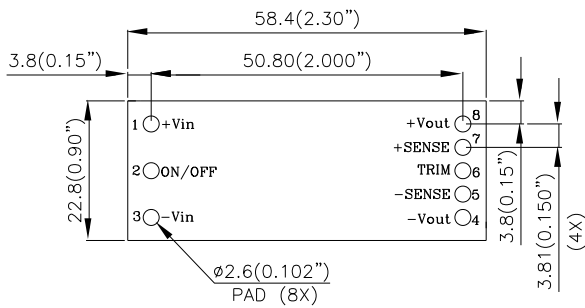 58.4(2.30”)
3.8(0.15”)
50.80(2.000”)
22.8(0.90”)
1 +Vin
2 ON/OFF
3 -Vin
+Vout 8
+SENSE 7
TRIM 6
-SENSE 5
-Vout 4
3.8(0.15”)
3.81(0.150”)
(4X)
ø2.6(0.102”)
PAD (8X)